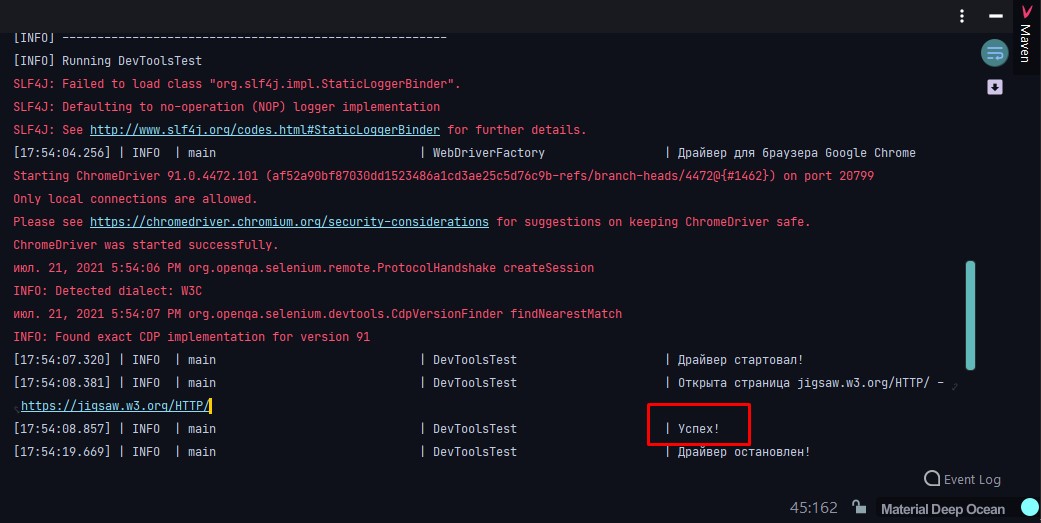 Maven
[INFO] -------------------------------------------------------
[INFO] Running DevToolsTest
SLF4J: Failed to load class "org.slf4j.impl.StaticLoggerBinder".
SLF4J: Defaulting to no-operation (NOP) logger implementation
SLF4J: See http://www.slf4j.org/codes.html#StaticLoggerBinder for further details.
[17:54:04.256] | INFO  | main | WebDriverFactory | Драйвер для браузера Google Chrome
Starting ChromeDriver 91.0.4472.101 (af52a90bf87030dd1523486a1cd3ae25c5d76c9b-refs/branch-heads/4472@{#1462}) on port 20799
Only local connections are allowed.
Please see https://chromedriver.chromium.org/security-considerations for suggestions on keeping ChromeDriver safe.
ChromeDriver was started successfully.
июл. 21, 2021 5:54:06 PM org.openqa.selenium.remote.ProtocolHandshake createSession
INFO: Detected dialect: W3C
июл. 21, 2021 5:54:07 PM org.openqa.selenium.devtools.CdpVersionFinder findNearestMatch
INFO: Found exact CDP implementation for version 91
[17:54:07.320] | INFO  | main | DevToolsTest | Драйвер стартовал!
[17:54:08.381] | INFO  | main | DevToolsTest | Открыта страница jigsaw.w3.org/HTTP/ -
https://jigsaw.w3.org/HTTP/
[17:54:08.857] | INFO  | main | DevToolsTest | Успех!
[17:54:19.669] | INFO  | main | DevToolsTest | Драйвер остановлен!
Event Log
45:162 Material Deep Ocean